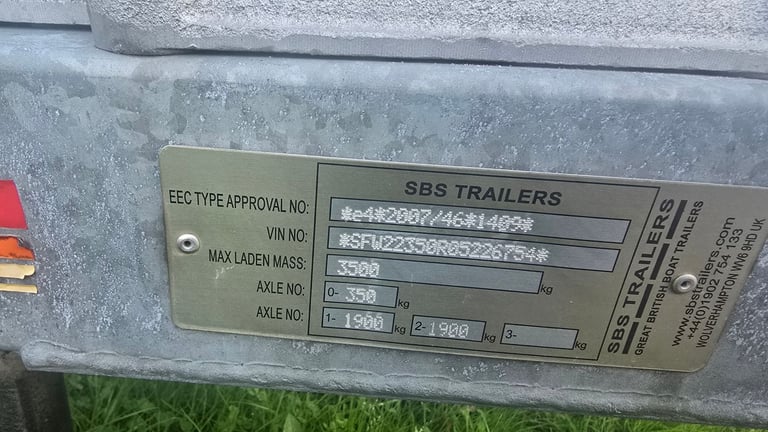 SBS TRAILERS
EEC TYPE APPROVAL NO: *e4*2007/46*1409*
VIN NO: *SFW22350R05226754*
MAX LADEN MASS: 3500 kg
AXLE NO: 0- 350 kg
AXLE NO: 1- 1900 kg 2- 1900 kg 3- kg
SBS TRAILERS
GREAT BRITISH BOAT TRAILERS
www.sbstrailers.com
+44(0)1902 754 133
WOLVERHAMPTON WV6 9HD UK